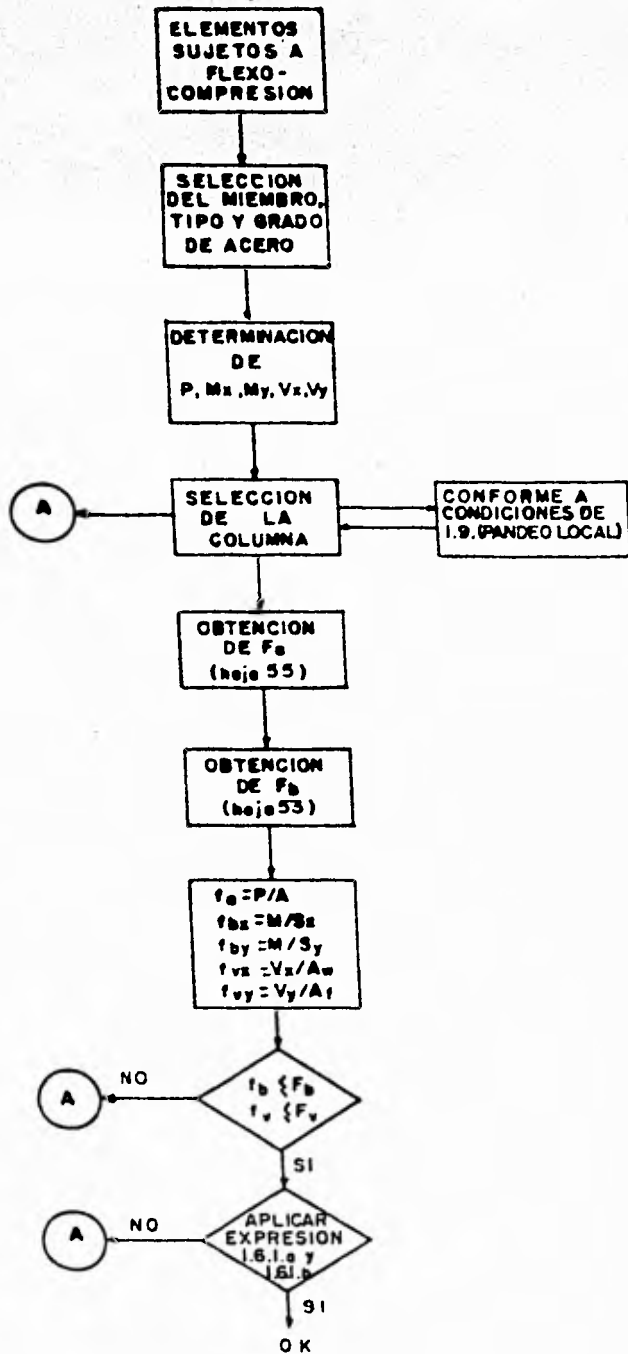 ELEMENTOS
SUJETOS A
FLEXO-
COMPRESION
SELECCION
DEL MIEMBRO,
TIPO Y GRADO
DE ACERO
DETERMINACION
DE
P, Mx, My, Vx, Vy
A
SELECCION
DE LA
COLUMNA
CONFORME A
CONDICIONES DE
1.9.(PANDEO LOCAL)
OBTENCION
DE Fa
(hoja 55)
OBTENCION
DE Fb
(hoja 53)
fa = P/A
fbx = M/Sx
fby = M/Sy
fvx = Vx/Aw
fvy = Vy/Af
A
NO
fb ≤ Fb
fv ≤ Fv
SI
A
NO
APLICAR
EXPRESION
1.6.1.a y
1.6.1.b
SI
OK